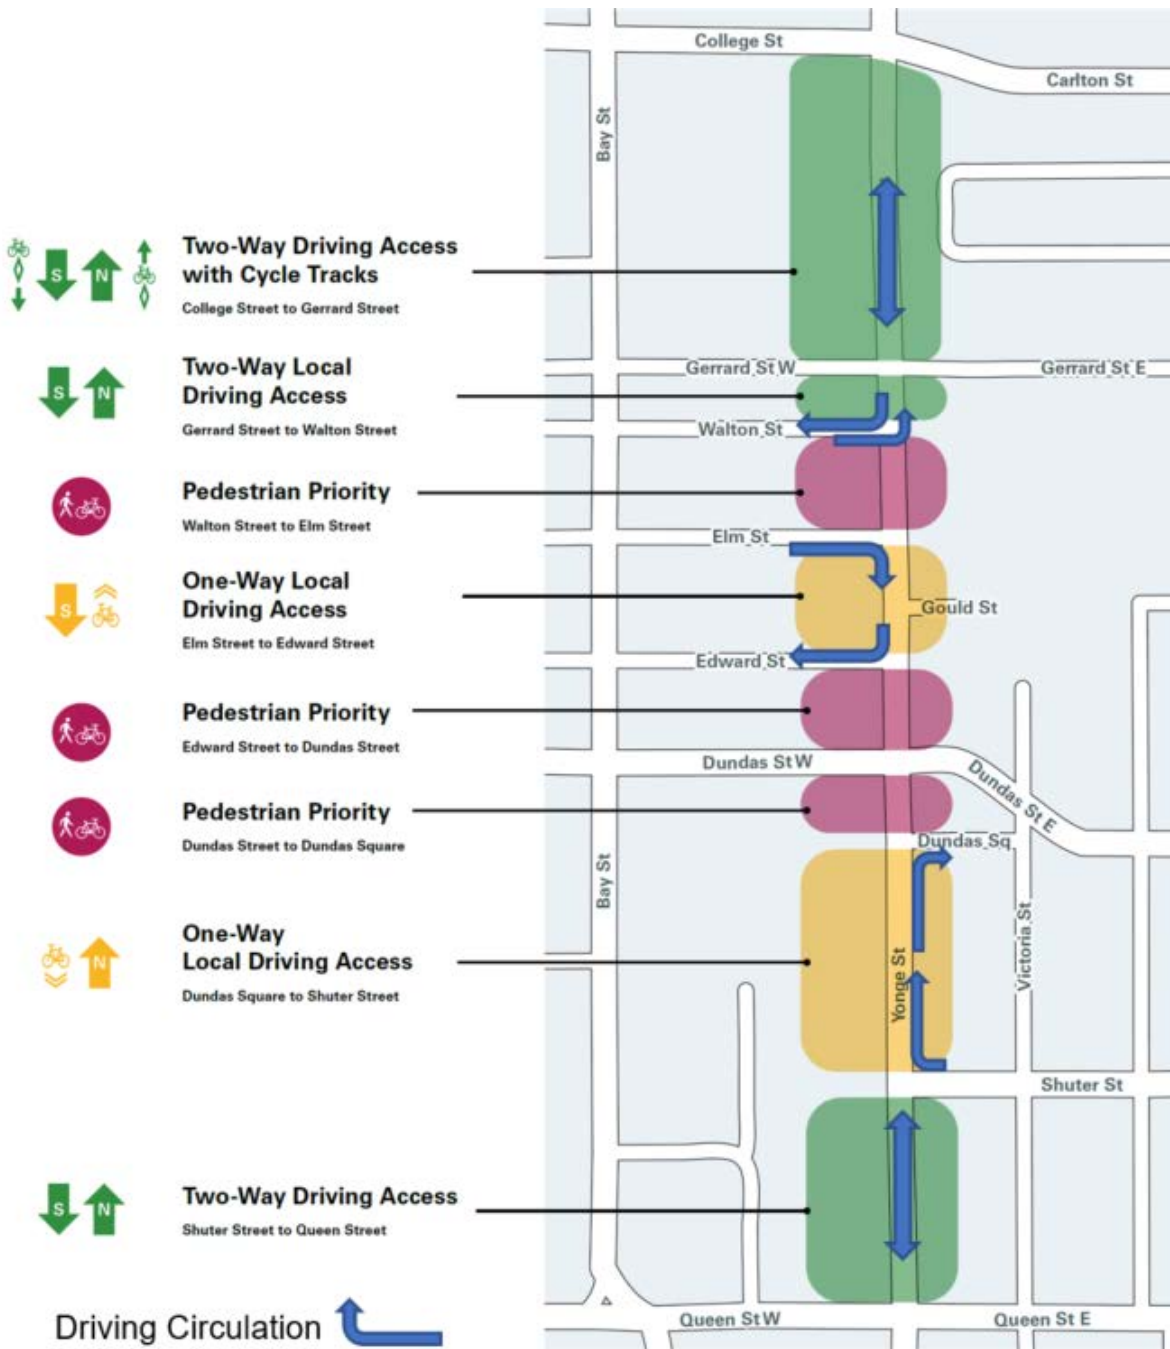 College St
Carlton St
Bay St
S N
Two-Way Driving Access
with Cycle Tracks
College Street to Gerrard Street
Gerrard St W
Gerrard St E
S N
Two-Way Local
Driving Access
Gerrard Street to Walton Street
Walton St
Pedestrian Priority
Walton Street to Elm Street
Elm St
S
One-Way Local
Driving Access
Elm Street to Edward Street
Gould St
Edward St
Pedestrian Priority
Edward Street to Dundas Street
Dundas St W
Dundas St E
Pedestrian Priority
Dundas Street to Dundas Square
Dundas Sq
Bay St
Victoria St
Yonge St
N
One-Way
Local Driving Access
Dundas Square to Shuter Street
Shuter St
S N
Two-Way Driving Access
Shuter Street to Queen Street
Queen St W
Queen St E
Driving Circulation